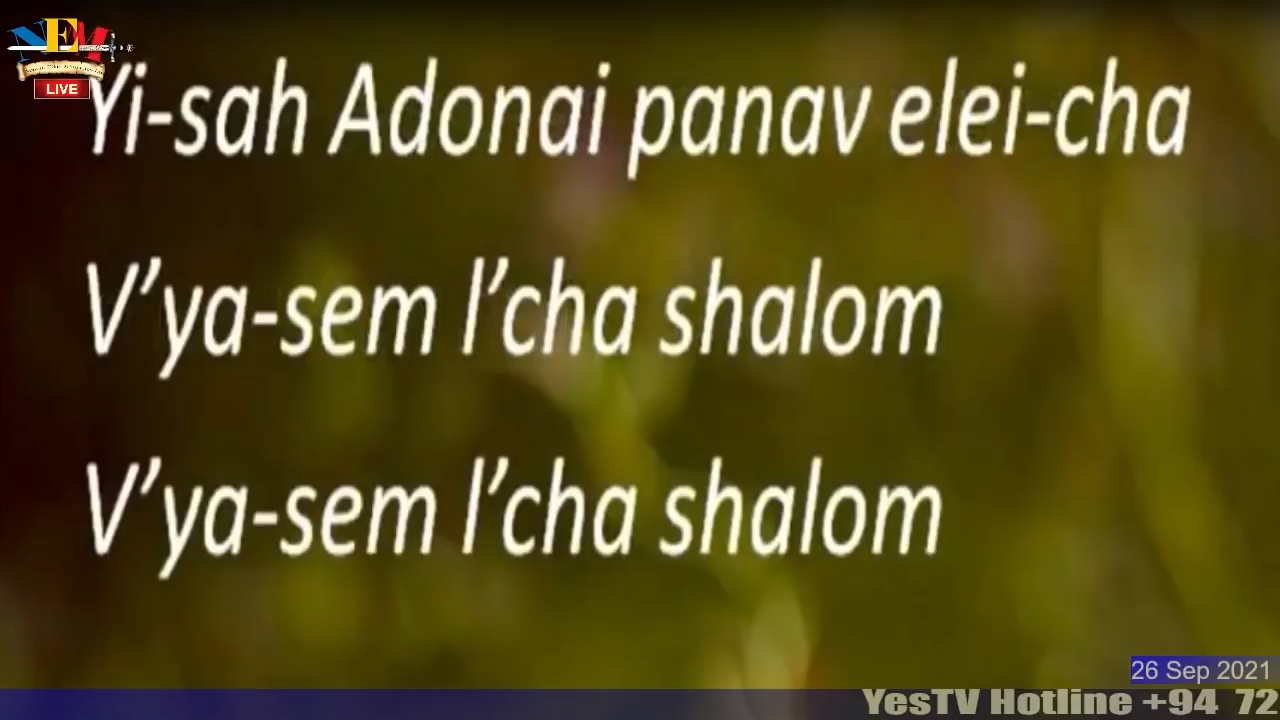 NEM
LIVE
Yi-sah Adonai panav elei-cha
V’ya-sem l’cha shalom
V’ya-sem l’cha shalom
26 Sep 2021
YesTV Hotline +94 72